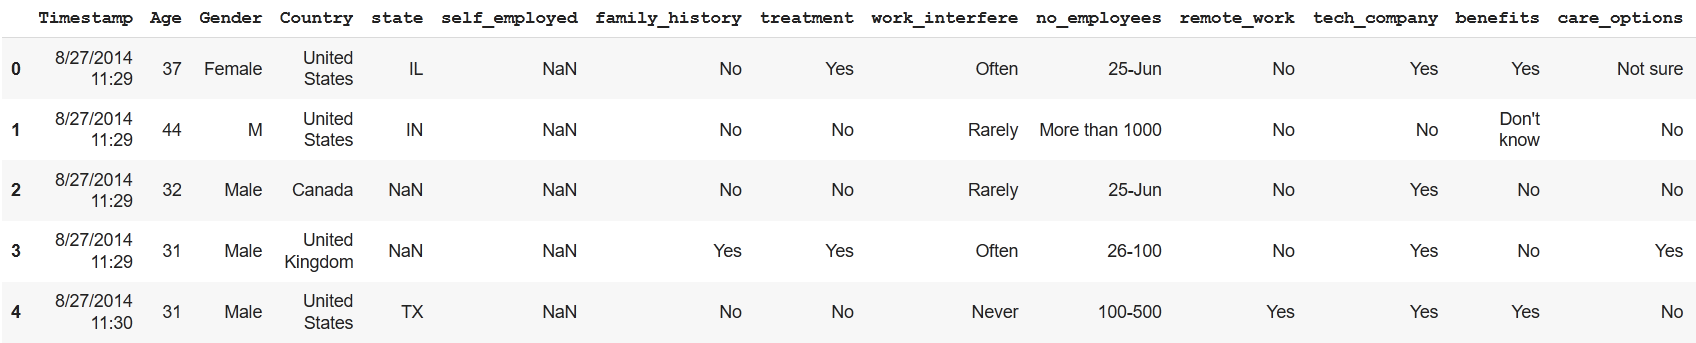 Timestamp Age Gender Country state self_employed family_history treatment work_interfere no_employees remote_work tech_company benefits care_options
0 8/27/2014 11:29 37 Female United States IL NaN No Yes Often 25-Jun No Yes Yes Not sure
1 8/27/2014 11:29 44 M United States IN NaN No No Rarely More than 1000 No No Don't know No
2 8/27/2014 11:29 32 Male Canada NaN NaN No No Rarely 25-Jun No Yes No No
3 8/27/2014 11:29 31 Male United Kingdom NaN NaN Yes Yes Often 26-100 No Yes No Yes
4 8/27/2014 11:30 31 Male United States TX NaN No No Never 100-500 Yes Yes Yes No